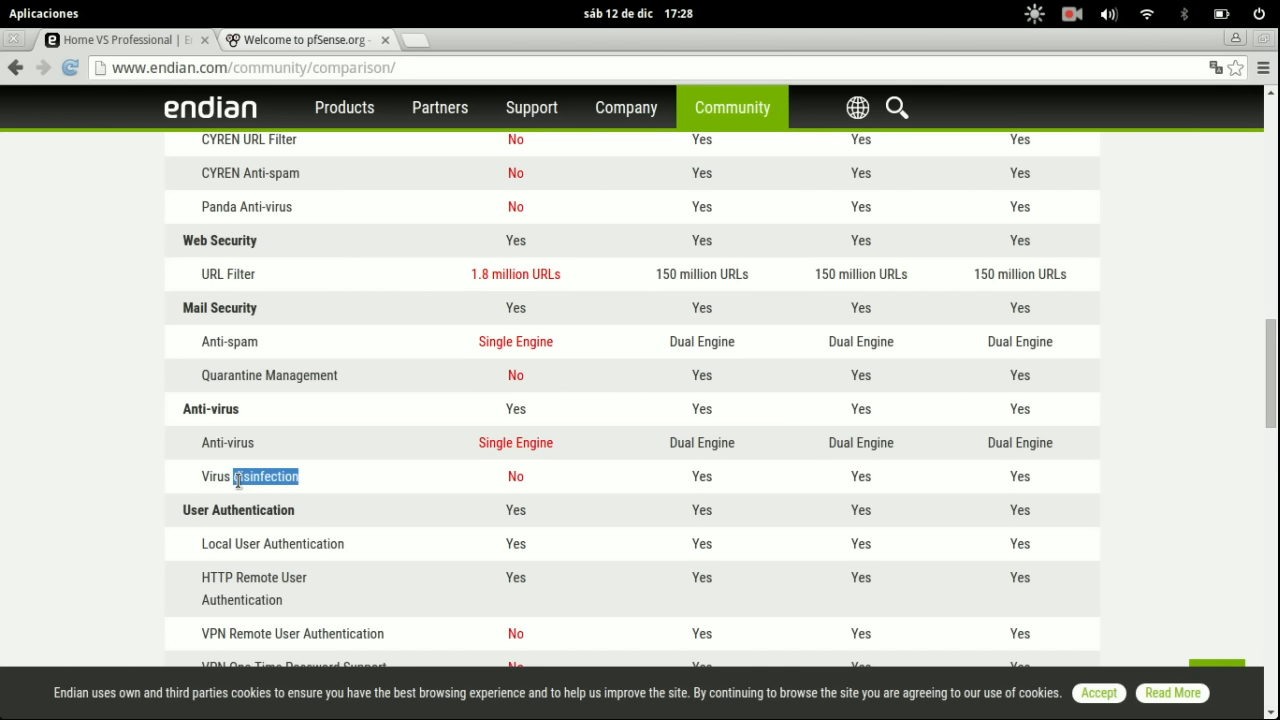 Aplicaciones
sáb 12 de dic 17:28
Home VS Professional | E
Welcome to pfSense.org -
www.endian.com/community/comparison/
endian
Products Partners Support Company Community
CYREN URL Filter No Yes Yes Yes
CYREN Anti-spam No Yes Yes Yes
Panda Anti-virus No Yes Yes Yes
Web Security Yes Yes Yes Yes
URL Filter 1.8 million URLs 150 million URLs 150 million URLs 150 million URLs
Mail Security Yes Yes Yes Yes
Anti-spam Single Engine Dual Engine Dual Engine Dual Engine
Quarantine Management No Yes Yes Yes
Anti-virus Yes Yes Yes Yes
Anti-virus Single Engine Dual Engine Dual Engine Dual Engine
Virus disinfection No Yes Yes Yes
User Authentication Yes Yes Yes Yes
Local User Authentication Yes Yes Yes Yes
HTTP Remote User Yes Yes Yes Yes
Authentication
VPN Remote User Authentication No Yes Yes Yes
VPN One Time Password Support No Yes Yes Yes
Endian uses own and third parties cookies to ensure you have the best browsing experience and to help us improve the site. By continuing to browse the site you are agreeing to our use of cookies. Accept Read More